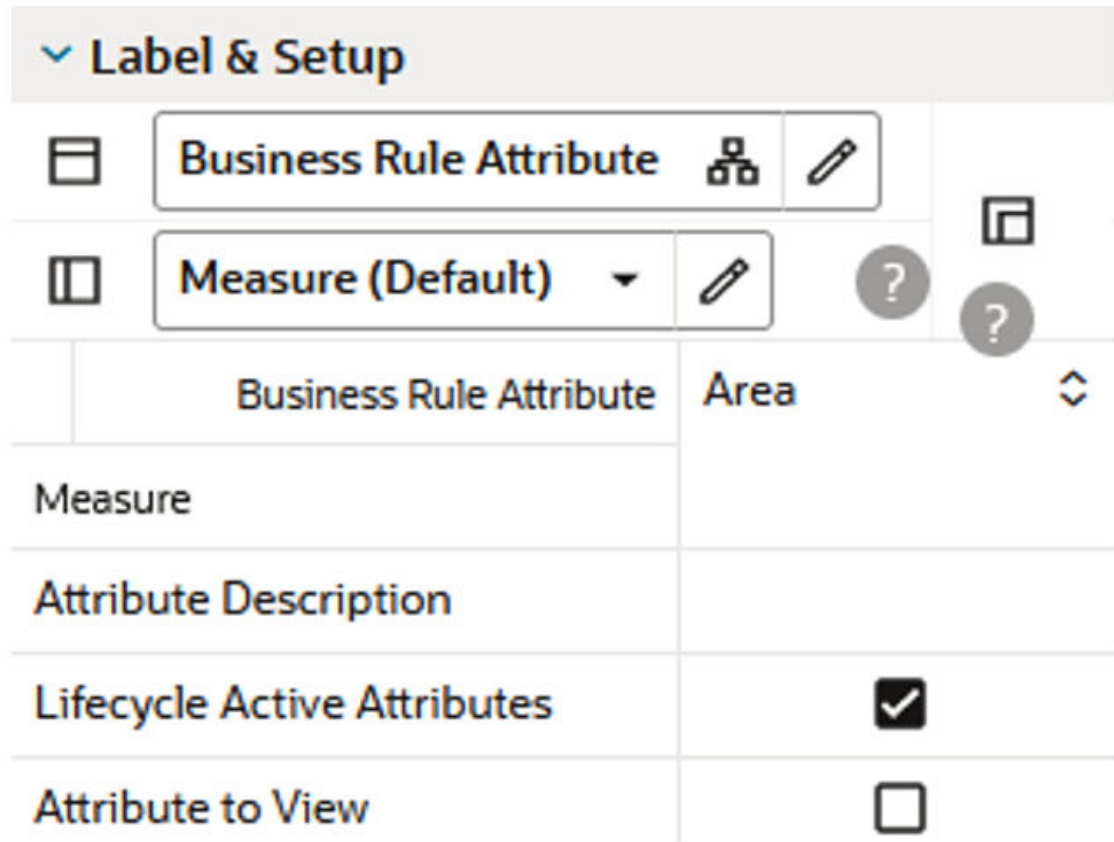 Label & Setup
Business Rule Attribute
Measure (Default)
?
?
Business Rule Attribute
Area
Measure
Attribute Description
Lifecycle Active Attributes
Attribute to View